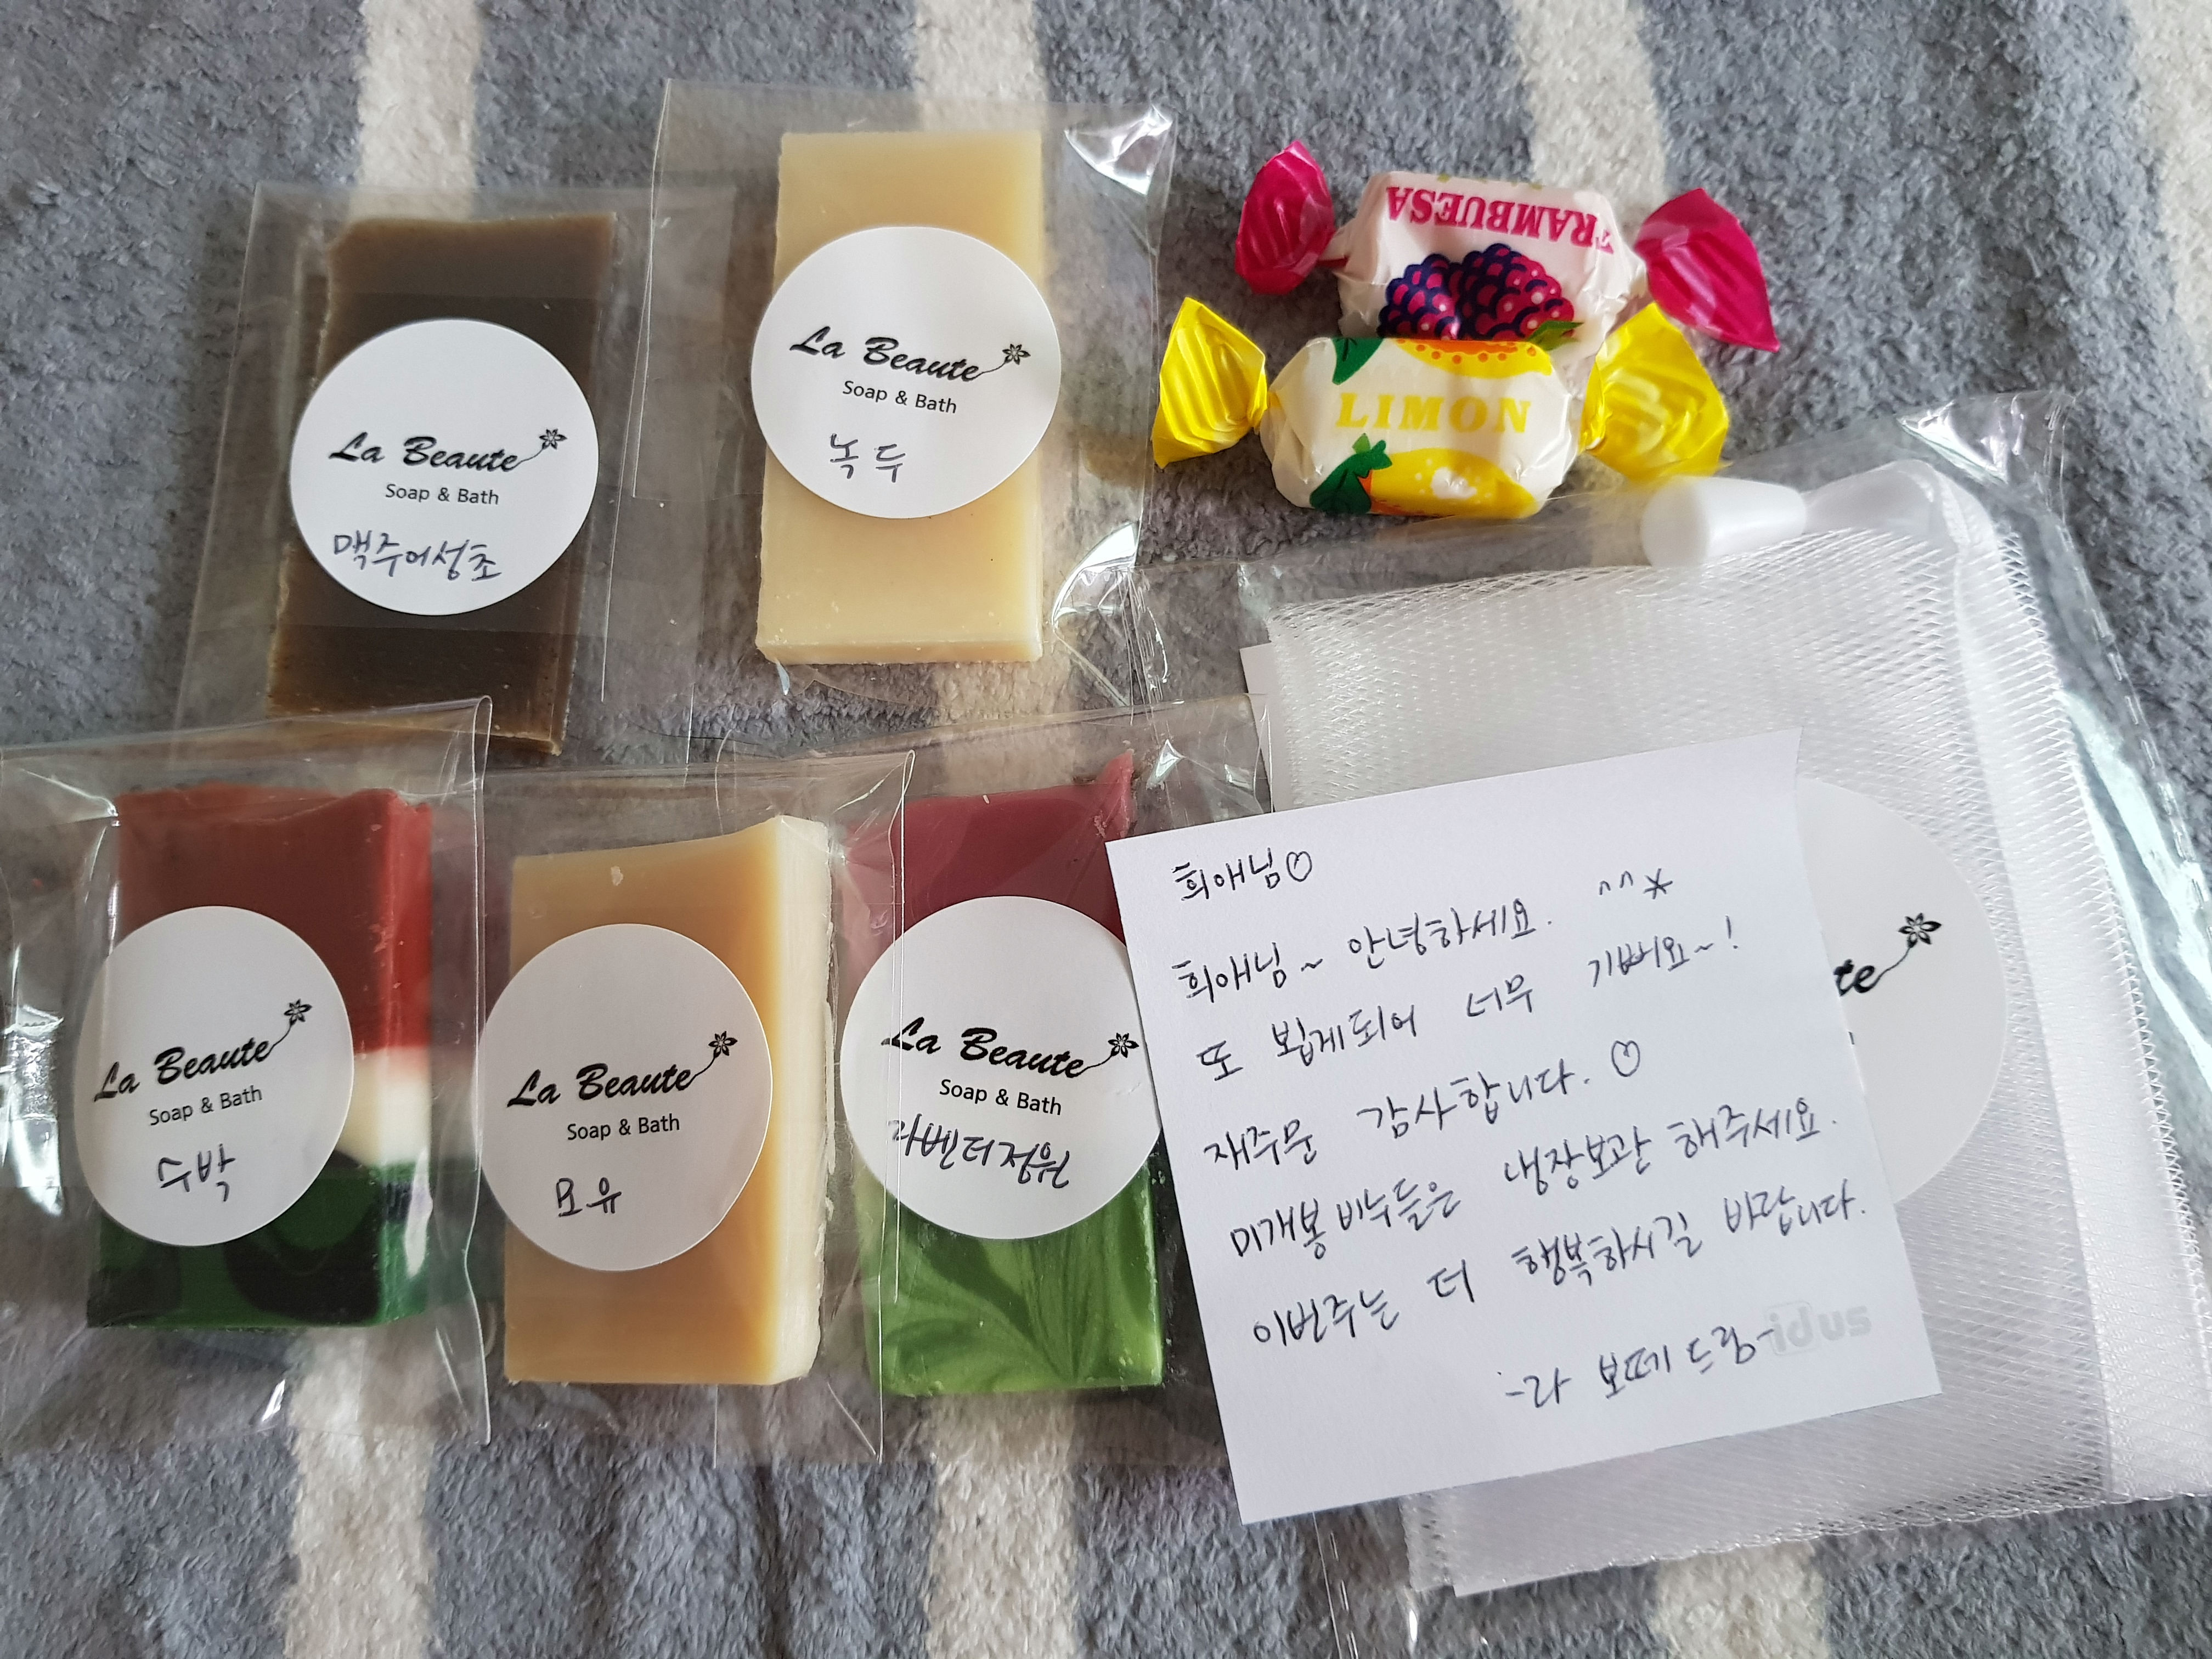 La Beaute
Soap & Bath
맥주어성초
La Beaute
Soap & Bath
녹두
FRAMBUESA
LIMON
La Beaute
Soap & Bath
수박
La Beaute
Soap & Bath
모유
La Beaute
Soap & Bath
라벤더정원
희애님♡
희애님~ 안녕하세요. ^^*
또 뵙게되어 너무 기뻐요~!
재주문 감사합니다. ♡
미개봉 비누들은 냉장보관 해주세요.
이번주는 더 행복하시길 바랍니다.
-라 보떼 드림-
idus
te